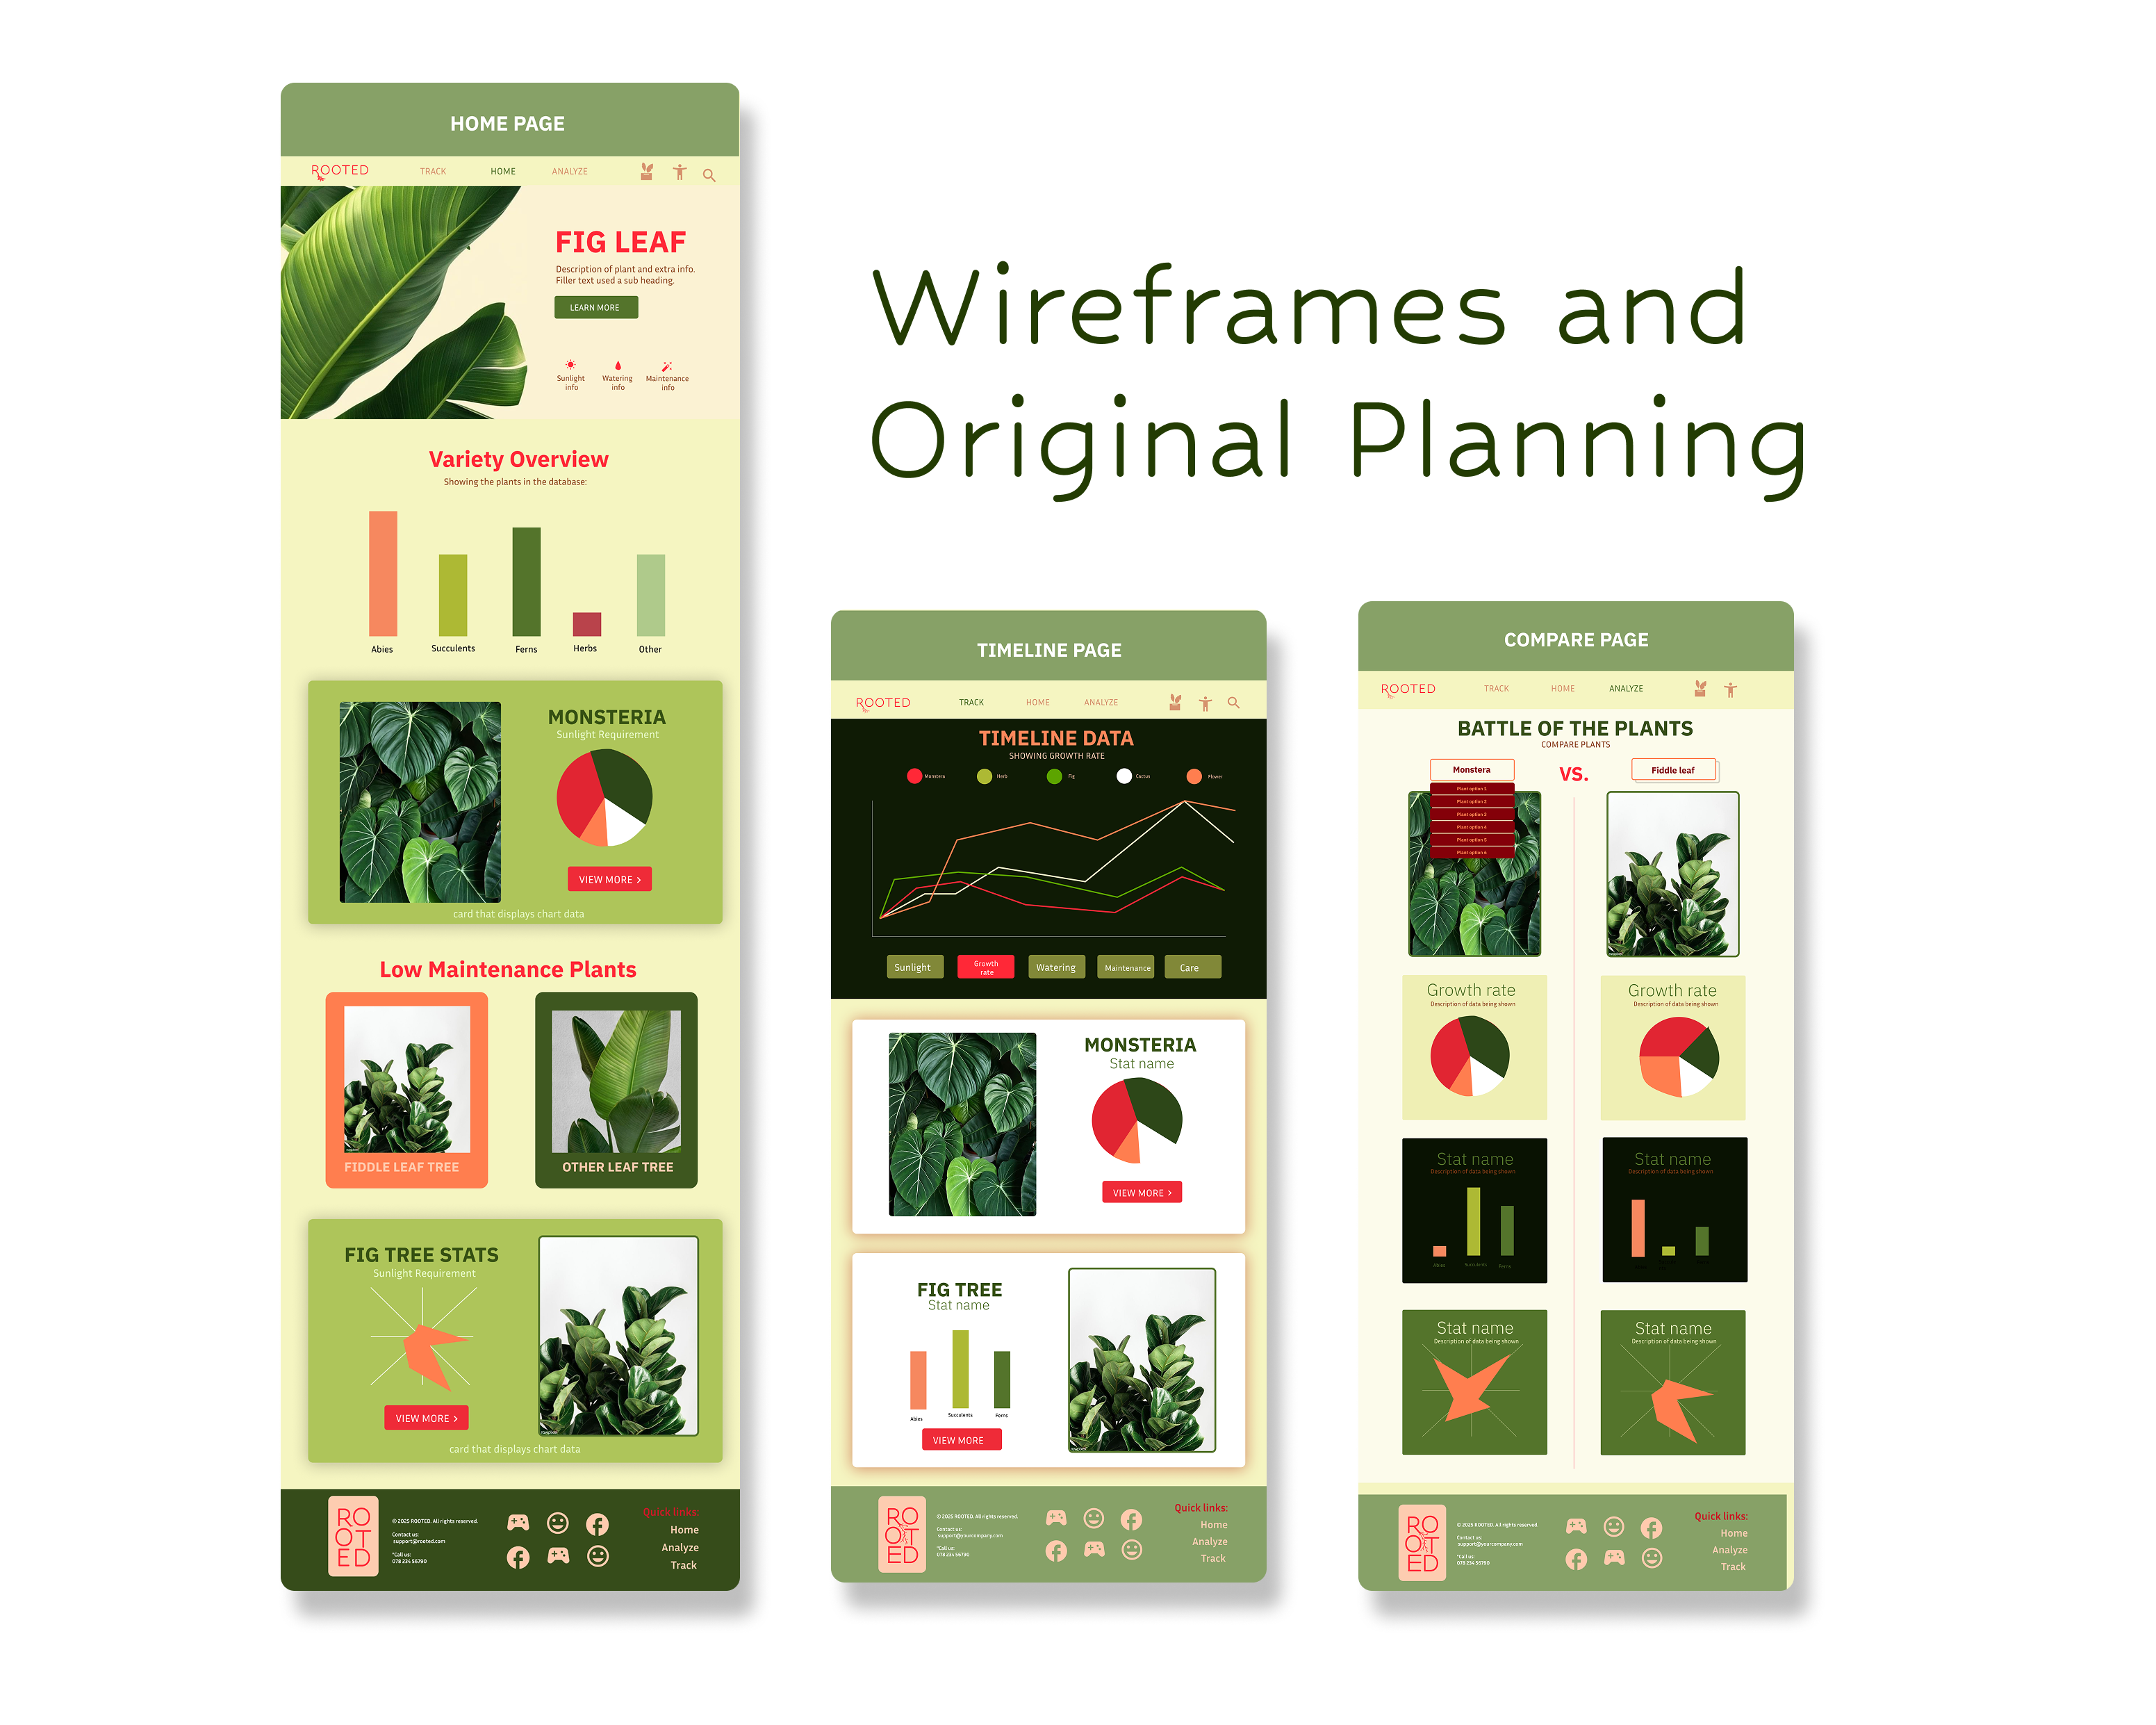 HOME PAGE
ROOTED
TRACK
HOME
ANALYZE
FIG LEAF
Description of plant and extra info.
Filler text used a sub heading.
LEARN MORE
Sunlight
info
Watering
info
Maintenance
info
Variety Overview
Showing the plants in the database:
Abies
Succulents
Ferns
Herbs
Other
MONSTERIA
Sunlight Requirement
VIEW MORE >
card that displays chart data
Low Maintenance Plants
FIDDLE LEAF TREE
OTHER LEAF TREE
FIG TREE STATS
Sunlight Requirement
VIEW MORE >
card that displays chart data
RO
OT
ED
© 2025 ROOTED. All rights reserved.
Contact us:
support@rooted.com
*Call us:
078 234 56790
Quick links:
Home
Analyze
Track
Wireframes and
Original Planning
TIMELINE PAGE
ROOTED
TRACK
HOME
ANALYZE
TIMELINE DATA
SHOWING GROWTH RATE
Monstera
Herb
Fig
Cactus
Flower
Sunlight
Growth
rate
Watering
Maintenance
Care
MONSTERIA
Stat name
VIEW MORE >
FIG TREE
Stat name
Abies
Succulents
Ferns
VIEW MORE
RO
OT
ED
© 2025 ROOTED. All rights reserved.
Contact us:
support@yourcompany.com
*Call us:
078 234 56790
Quick links:
Home
Analyze
Track
COMPARE PAGE
ROOTED
TRACK
HOME
ANALYZE
BATTLE OF THE PLANTS
COMPARE PLANTS
Monstera
VS.
Fiddle leaf
Plant option 1
Plant option 2
Plant option 3
Plant option 4
Plant option 5
Plant option 6
Growth rate
Description of data being shown
Growth rate
Description of data being shown
Stat name
Description of data being shown
Abies
Succulents
Ferns
Stat name
Description of data being shown
Stat name
Description of data being shown
Stat name
Description of data being shown
RO
OT
ED
© 2025 ROOTED. All rights reserved.
Contact us:
support@yourcompany.com
*Call us:
078 234 56790
Quick links:
Home
Analyze
Track